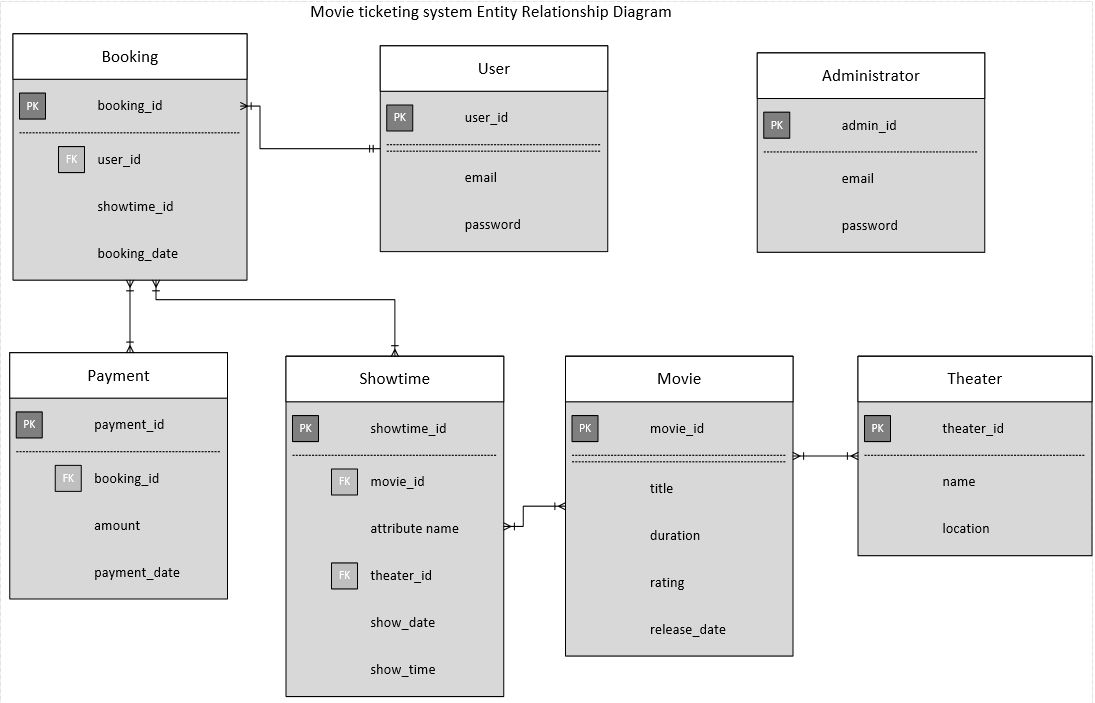 Movie ticketing system Entity Relationship Diagram
Booking
PK booking_id
FK user_id
showtime_id
booking_date
User
PK user_id
email
password
Administrator
PK admin_id
email
password
Payment
PK payment_id
FK booking_id
amount
payment_date
Showtime
PK showtime_id
FK movie_id
attribute name
FK theater_id
show_date
show_time
Movie
PK movie_id
title
duration
rating
release_date
Theater
PK theater_id
name
location